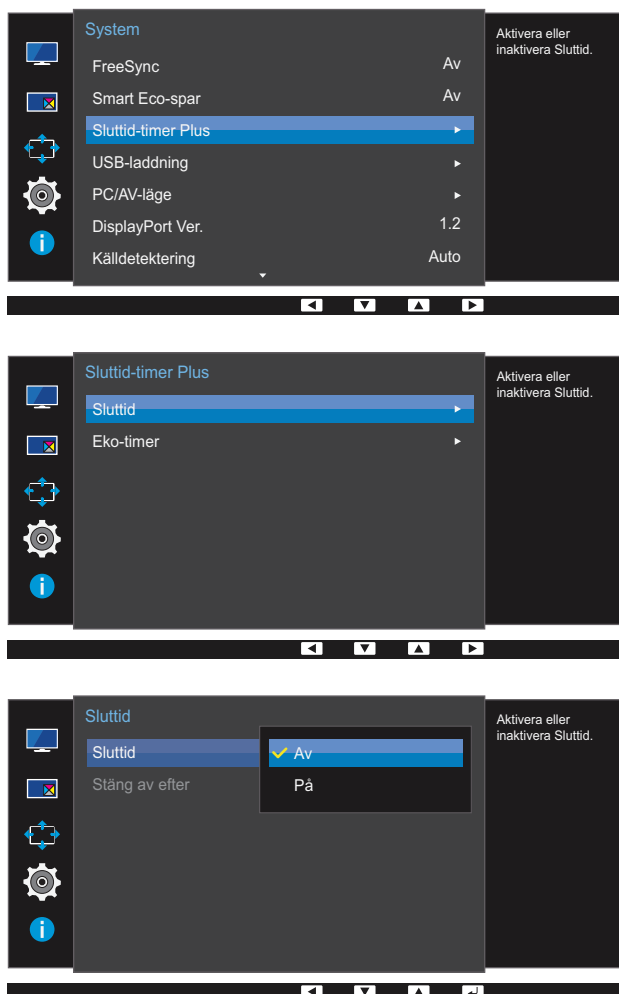 System
Aktivera eller
inaktivera Sluttid.
FreeSync Av
Smart Eco-spar Av
Sluttid-timer Plus
USB-laddning
PC/AV-läge
DisplayPort Ver. 1.2
Källdetektering Auto
Sluttid-timer Plus
Aktivera eller
inaktivera Sluttid.
Sluttid
Eko-timer
Sluttid
Aktivera eller
inaktivera Sluttid.
Sluttid Av
Stäng av efter På